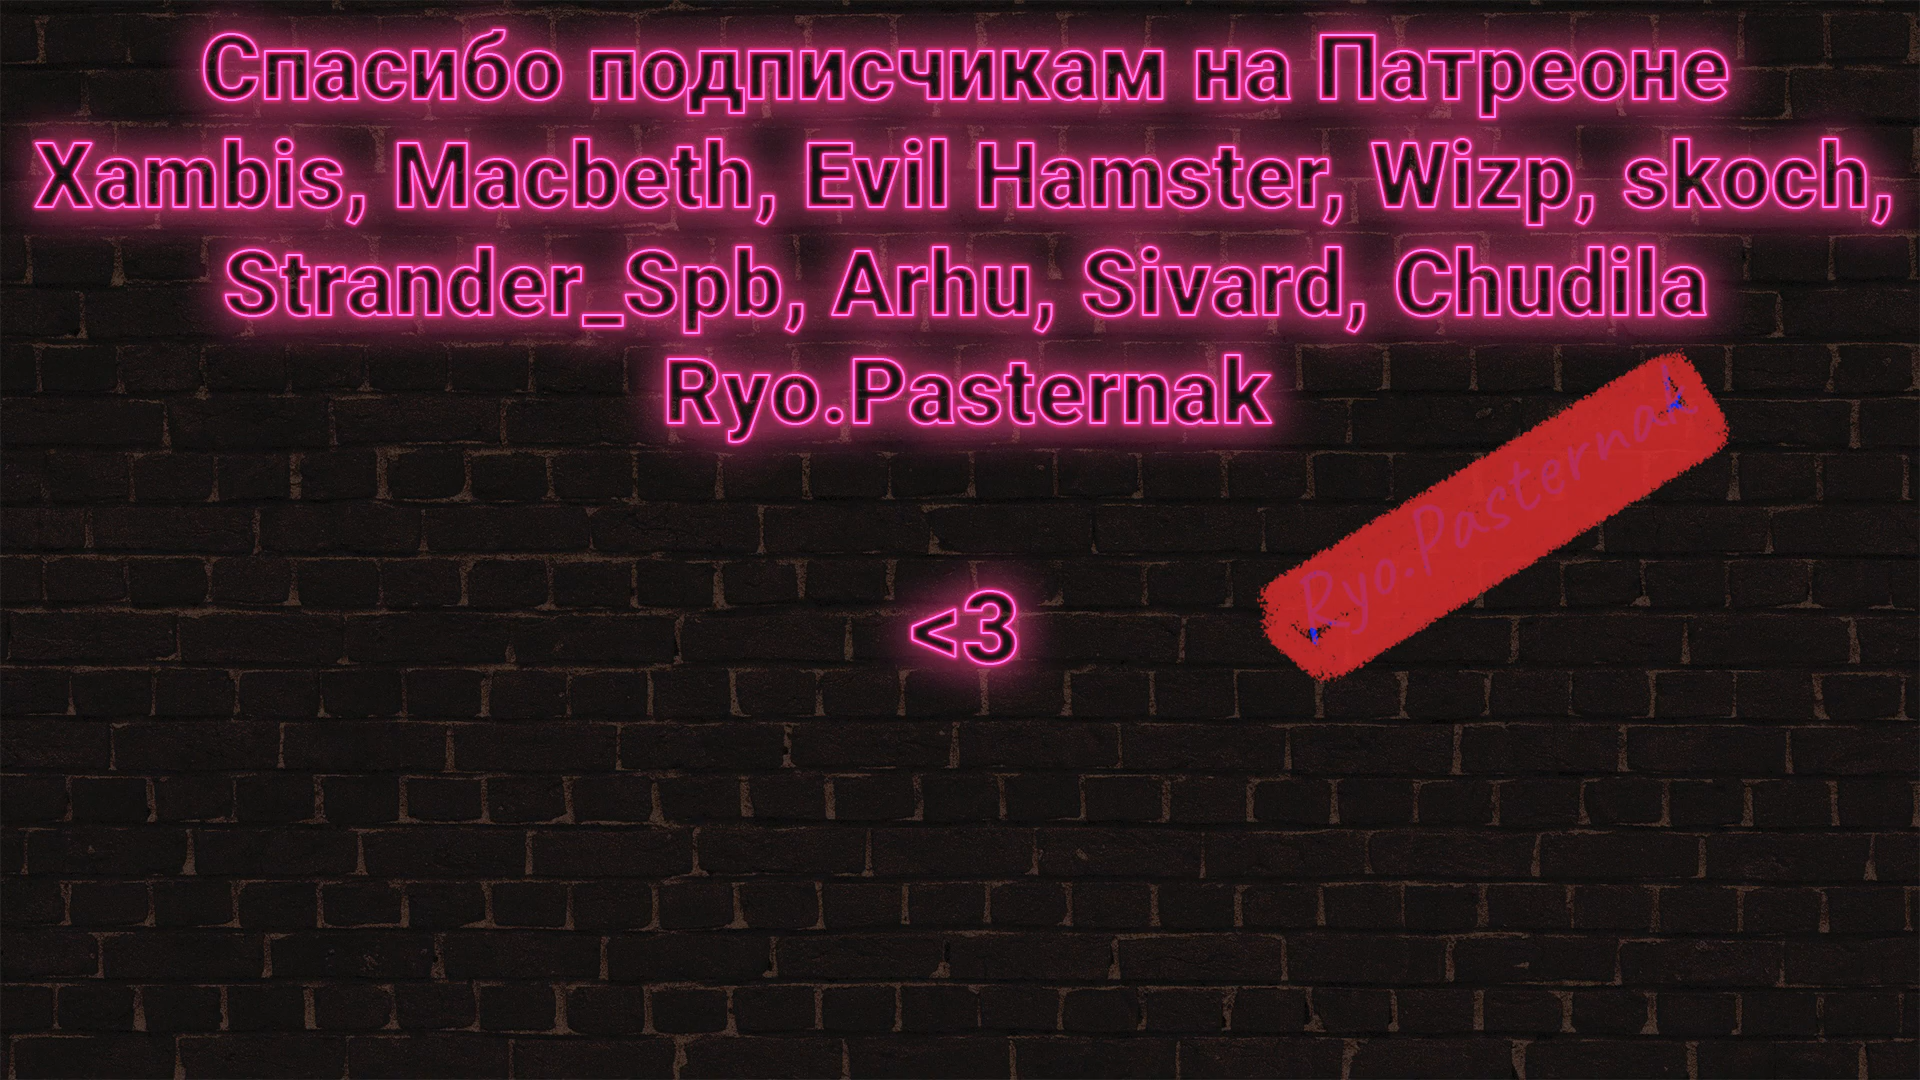 Спасибо подписчикам на Патреоне
Xambis, Macbeth, Evil Hamster, Wizp, skoch,
Strander_Spb, Arhu, Sivard, Chudila
Ryo.Pasternak
Ryo.Pasternak
<3